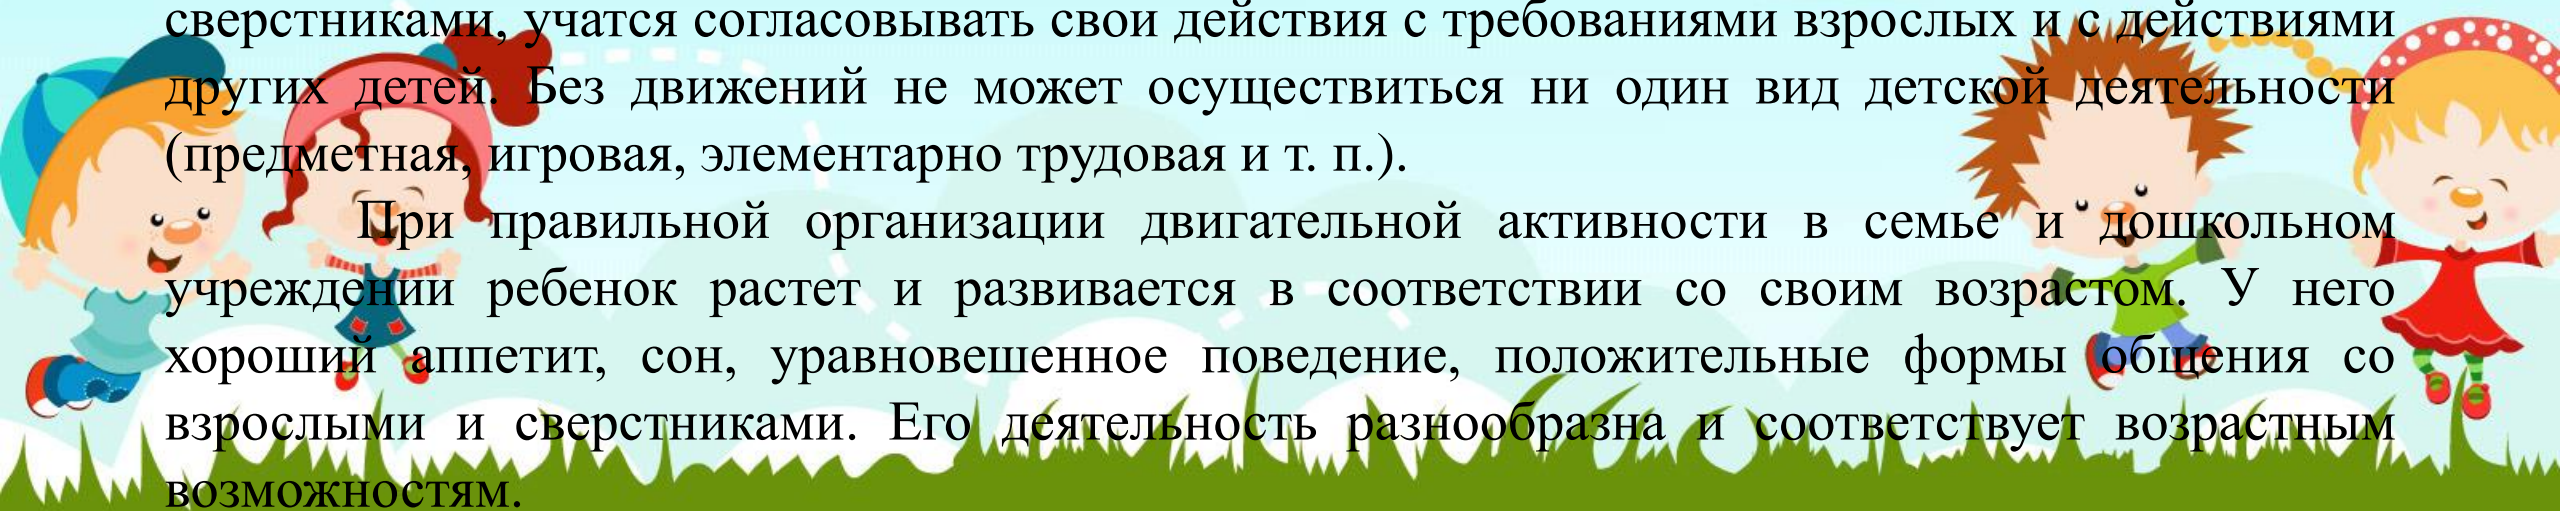 сверстниками, учатся согласовывать свои действия с требованиями взрослых и с действиями
других детей. Без движений не может осуществиться ни один вид детской деятельности
(предметная, игровая, элементарно трудовая и т. п.).
При правильной организации двигательной активности в семье и дошкольном
учреждении ребенок растет и развивается в соответствии со своим возрастом. У него
хороший аппетит, сон, уравновешенное поведение, положительные формы общения со
взрослыми и сверстниками. Его деятельность разнообразна и соответствует возрастным
возможностям.